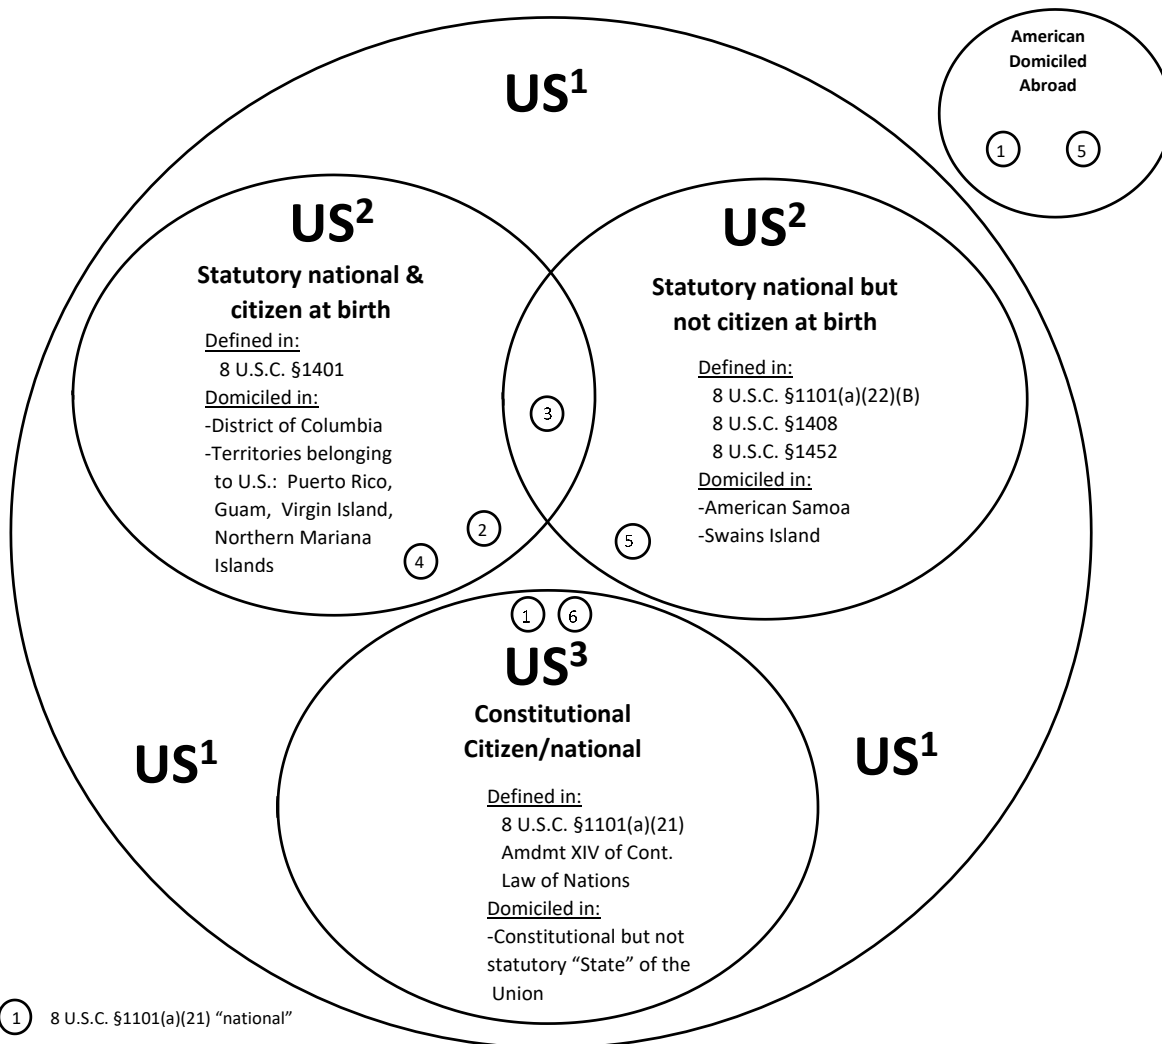 American
Domiciled
Abroad
1 5
US1
US2
Statutory national &
citizen at birth
Defined in:
8 U.S.C. §1401
Domiciled in:
-District of Columbia
-Territories belonging
to U.S.: Puerto Rico,
Guam, Virgin Island,
Northern Mariana
Islands
2
4
3
US2
Statutory national but
not citizen at birth
Defined in:
8 U.S.C. §1101(a)(22)(B)
8 U.S.C. §1408
8 U.S.C. §1452
Domiciled in:
-American Samoa
-Swains Island
5
1 6
US3
Constitutional
Citizen/national
Defined in:
8 U.S.C. §1101(a)(21)
Amdmt XIV of Cont.
Law of Nations
Domiciled in:
-Constitutional but not
statutory “State” of the
Union
US1
US1
1 8 U.S.C. §1101(a)(21) “national”